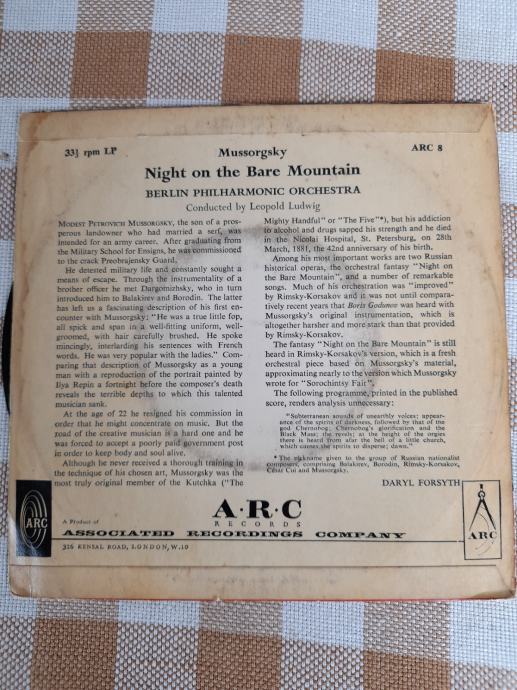 33⅓ rpm LP
Mussorgsky
ARC 8
Night on the Bare Mountain
BERLIN PHILHARMONIC ORCHESTRA
Conducted by Leopold Ludwig
MODEST PETROVICH MUSSORGSKY, the son of a pros-
perous landowner who had married a serf, was
intended for an army career. After graduating from
the Military School for Ensigns, he was commissioned
to the crack Preobrajensky Guard.
He detested military life and constantly sought a
means of escape. Through the instrumentality of a
brother officer he met Dargomizhsky, who in turn
introduced him to Balakirev and Borodin. The latter
has left us a fascinating description of his first en-
counter with Mussorgsky; "He was a true little fop,
all spick and span in a well-fitting uniform, well-
groomed, with hair carefully brushed. He spoke
mincingly, interlarding his sentences with French
words. He was very popular with the ladies." Com-
paring that description of Mussorgsky as a young
man with a reproduction of the portrait painted by
Ilya Repin a fortnight before the composer's death
reveals the terrible depths to which this talented
musician sank.
At the age of 22 he resigned his commission in
order that he might concentrate on music. But the
road of the creative musician is a hard one and he
was forced to accept a poorly paid government post
in order to keep body and soul alive.
Although he never received a thorough training in
the technique of his chosen art, Mussorgsky was the
most truly original member of the Kutchka ("The
Mighty Handful" or "The Five"*), but his addiction
to alcohol and drugs sapped his strength and he died
in the Nicolai Hospital, St. Petersburg, on 28th
March, 1881, the 42nd anniversary of his birth.
Among his most important works are two Russian
historical operas, the orchestral fantasy "Night on
the Bare Mountain", and a number of remarkable
songs. Much of his orchestration was "improved"
by Rimsky-Korsakov and it was not until compara-
tively recent years that Boris Godunov was heard with
Mussorgsky's original instrumentation, which is
altogether harsher and more stark than that provided
by Rimsky-Korsakov.
The fantasy "Night on the Bare Mountain" is still
heard in Rimsky-Korsakov's version, which is a fresh
orchestral piece based on Mussorgsky's material,
approximating nearly to the version which Mussorgsky
wrote for "Sorochintsy Fair".
The following programme, printed in the published
score, renders analysis unnecessary:
"Subterranean sounds of unearthly voices; appear-
ance of the spirits of darkness, followed by that of the
god Chernobog, Chernobog's glorification and the
Black Mass; the revels; at the height of the orgies
there is heard from afar the bell of a little church,
which causes the spirits to disperse; dawn."
* The nickname given to the group of Russian nationalist
composers, comprising Balakirev, Borodin, Rimsky-Korsakov,
César Cui and Mussorgsky.
DARYL FORSYTH
ARC
A Product of
A·R·C
RECORDS
ASSOCIATED RECORDINGS COMPANY
326 KENSAL ROAD, LONDON, W.10
ARC